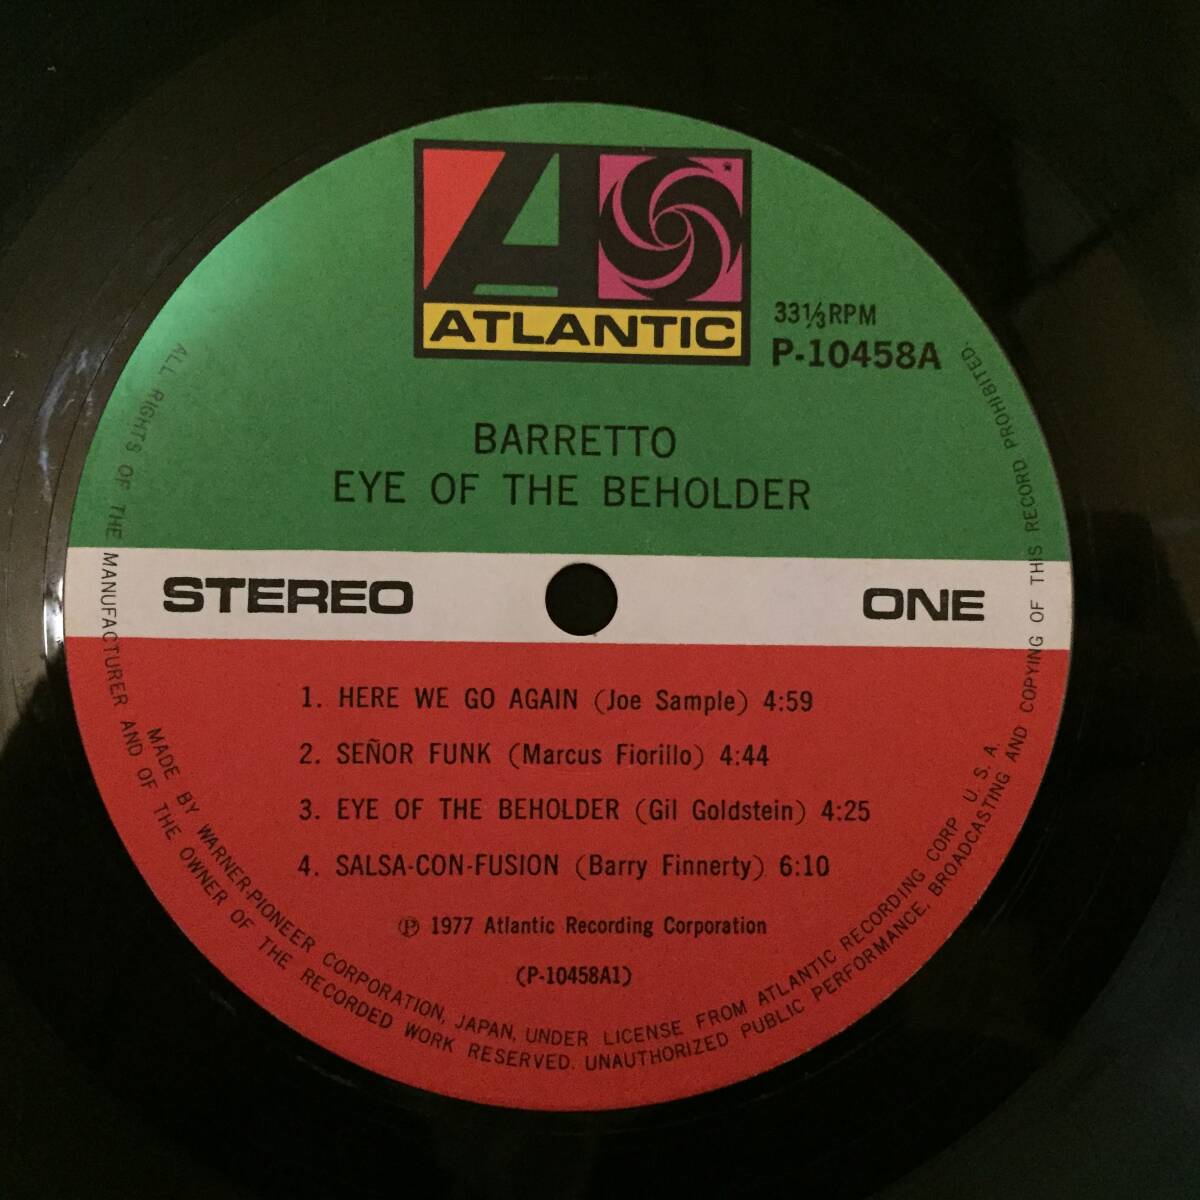 ATLANTIC
33⅓RPM
P-10458A
BARRETTO
EYE OF THE BEHOLDER
STEREO
ONE
1. HERE WE GO AGAIN (Joe Sample) 4:59
2. SEÑOR FUNK (Marcus Fiorillo) 4:44
3. EYE OF THE BEHOLDER (Gil Goldstein) 4:25
4. SALSA-CON-FUSION (Barry Finnerty) 6:10
℗ 1977 Atlantic Recording Corporation
(P-10458A1)
MADE BY WARNER-PIONEER CORPORATION, JAPAN, UNDER LICENSE FROM ATLANTIC RECORDING CORP U. S. A.
ALL RIGHTS OF THE MANUFACTURER AND OF THE OWNER OF THE RECORDED WORK RESERVED. UNAUTHORIZED PUBLIC PERFORMANCE, BROADCASTING AND COPYING OF THIS RECORD PROHIBITED.